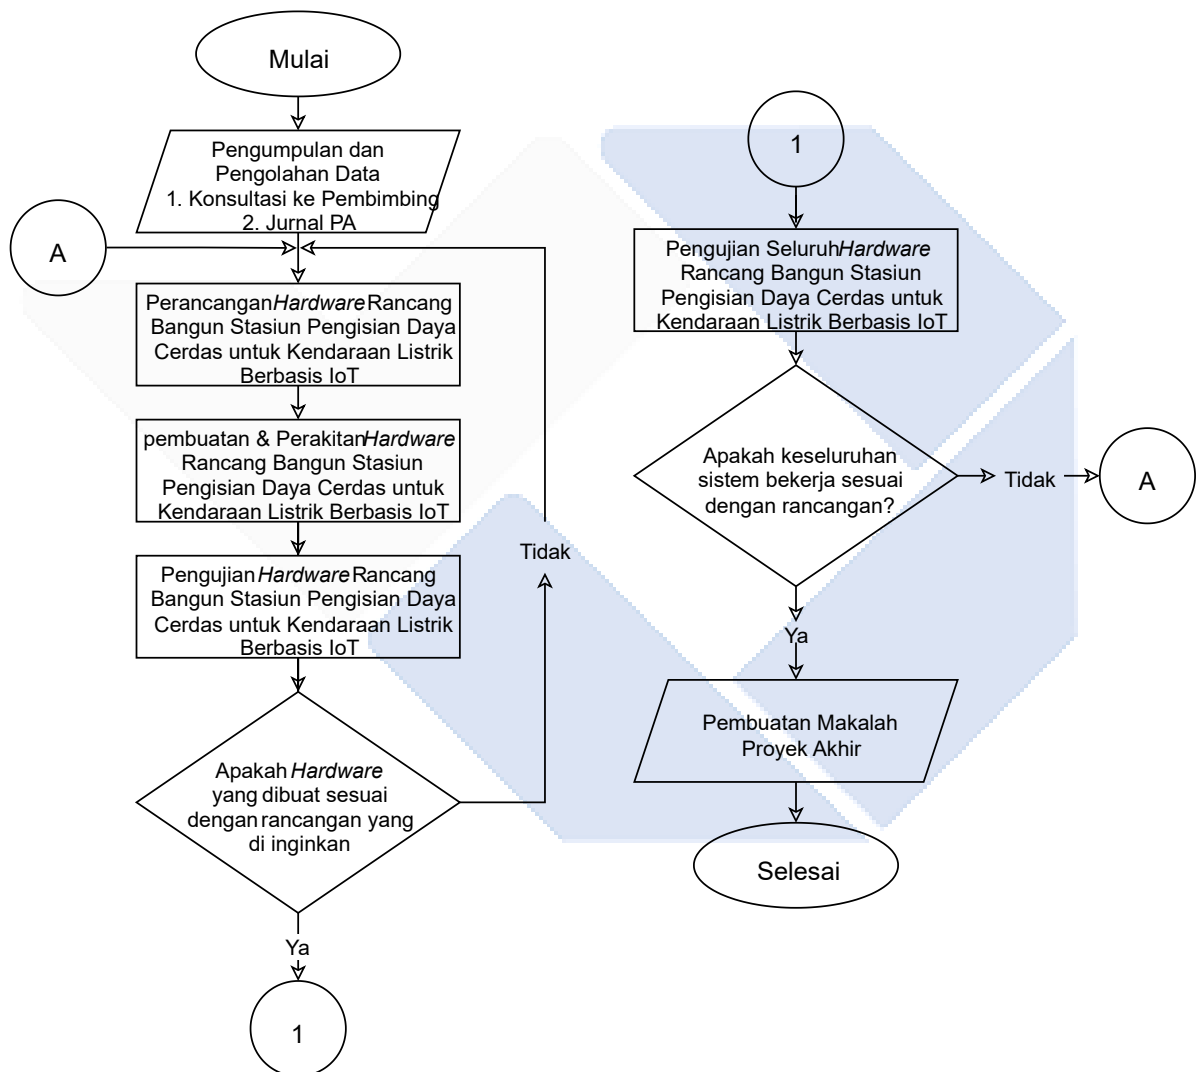 Mulai
Pengumpulan dan
Pengolahan Data
1. Konsultasi ke Pembimbing
2. Jurnal PA
A
Perancangan Hardware Rancang
Bangun Stasiun Pengisian Daya
Cerdas untuk Kendaraan Listrik
Berbasis IoT
pembuatan & Perakitan Hardware
Rancang Bangun Stasiun
Pengisian Daya Cerdas untuk
Kendaraan Listrik Berbasis IoT
Tidak
Pengujian Hardware Rancang
Bangun Stasiun Pengisian Daya
Cerdas untuk Kendaraan Listrik
Berbasis IoT
Apakah Hardware
yang dibuat sesuai
dengan rancangan yang
di inginkan
Ya
1
1
Pengujian Seluruh Hardware
Rancang Bangun Stasiun
Pengisian Daya Cerdas untuk
Kendaraan Listrik Berbasis IoT
Apakah keseluruhan
sistem bekerja sesuai
dengan rancangan?
Tidak
A
Ya
Pembuatan Makalah
Proyek Akhir
Selesai